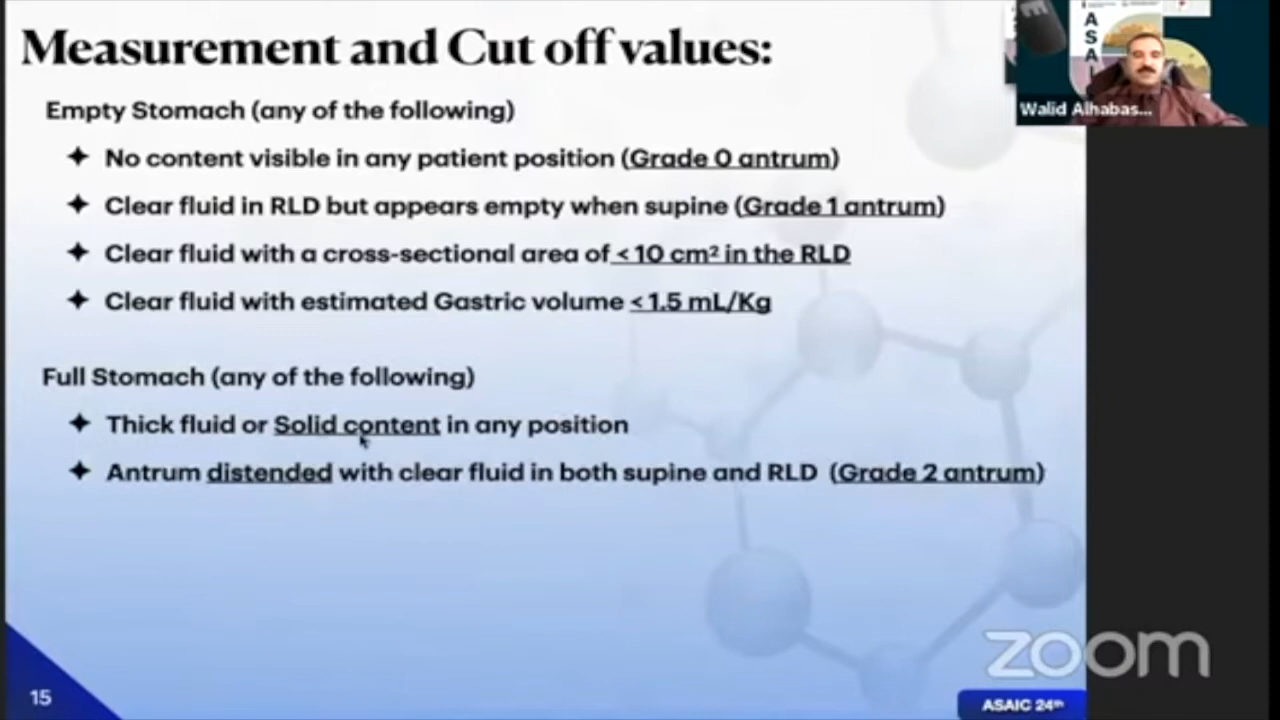 Measurement and Cut off values:
Empty Stomach (any of the following)
No content visible in any patient position (Grade 0 antrum)
Clear fluid in RLD but appears empty when supine (Grade 1 antrum)
Clear fluid with a cross-sectional area of < 10 cm² in the RLD
Clear fluid with estimated Gastric volume < 1.5 mL/Kg
Full Stomach (any of the following)
Thick fluid or Solid content in any position
Antrum distended with clear fluid in both supine and RLD (Grade 2 antrum)
15
ASAIC 24th
zoom
Walid Alhabas...